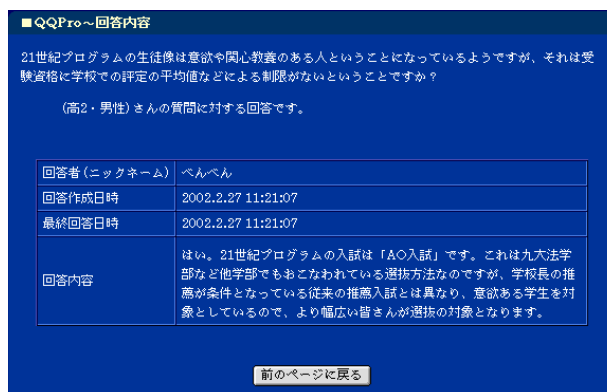 ■QQPro～回答内容
21世紀プログラムの生徒像は意欲や関心教養のある人ということになっているようですが、それは受
験資格に学校での評定の平均値などによる制限がないということですか？
(高2・男性)さんの質問に対する回答です。
回答者(ニックネーム) ぺんぺん
回答作成日時 2002.2.27 11:21:07
最終回答日時 2002.2.27 11:21:07
回答内容
はい。21世紀プログラムの入試は「AO入試」です。これは九大法学
部など他学部でもおこなわれている選抜方法なのですが、学校長の推
薦が条件となっている従来の推薦入試とは異なり、意欲ある学生を対
象としているので、より幅広い皆さんが選抜の対象となります。
前のページに戻る